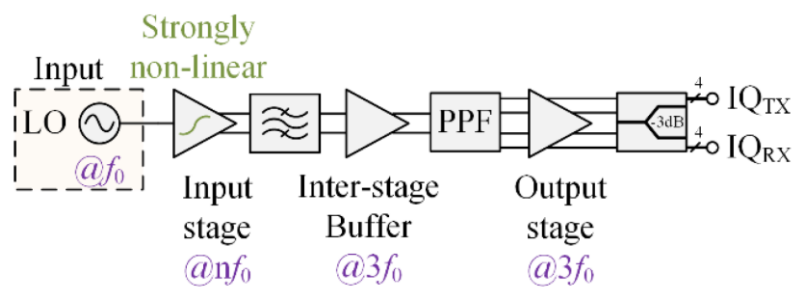 Strongly
non-linear
Input
LO
@f₀
PPF
-3dB
4
IQTX
4
IQRX
Input
stage
@nf₀
Inter-stage
Buffer
@3f₀
Output
stage
@3f₀